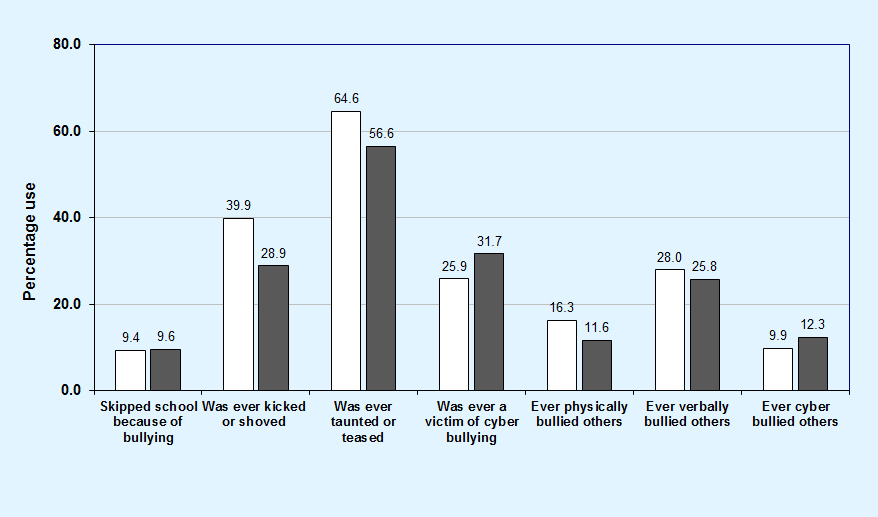 80.0
60.0
40.0
20.0
0.0
Percentage use
9.4
9.6
39.9
28.9
64.6
56.6
25.9
31.7
16.3
11.6
28.0
25.8
9.9
12.3
Skipped school
because of
bullying
Was ever kicked
or shoved
Was ever
taunted or
teased
Was ever a
victim of cyber
bullying
Ever physically
bullied others
Ever verbally
bullied others
Ever cyber
bullied others